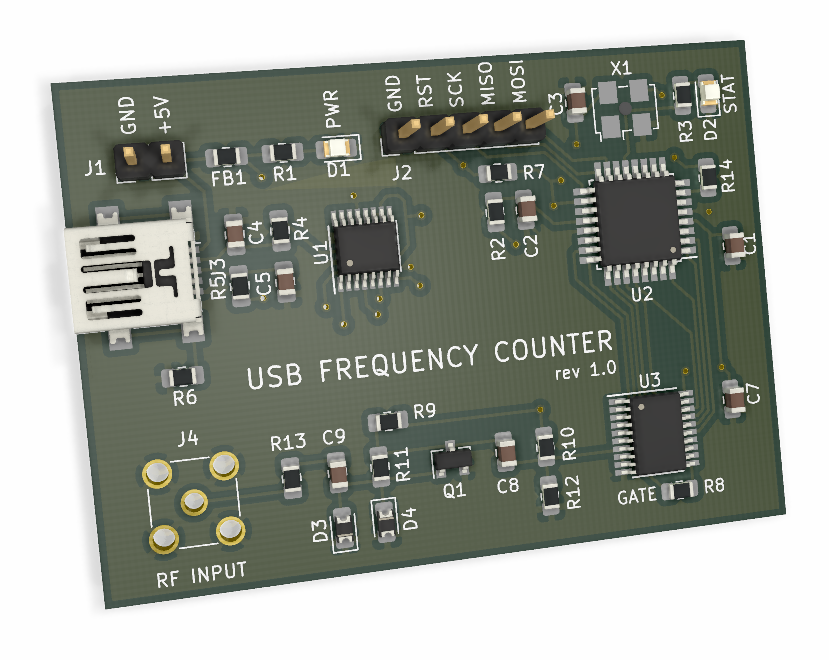 GND
+5V
J1
FB1
R1
PWR
D1
GND
RST
SCK
MISO
MOSI
J2
C3
X1
R3
D2
STAT
R7
R14
R2
C2
U2
C1
C4
R4
U1
R5
J3
C5
R6
USB FREQUENCY COUNTER
rev 1.0
U3
C7
J4
R13
C9
R9
R11
Q1
C8
R10
R12
GATE
R8
D3
D4
RF INPUT